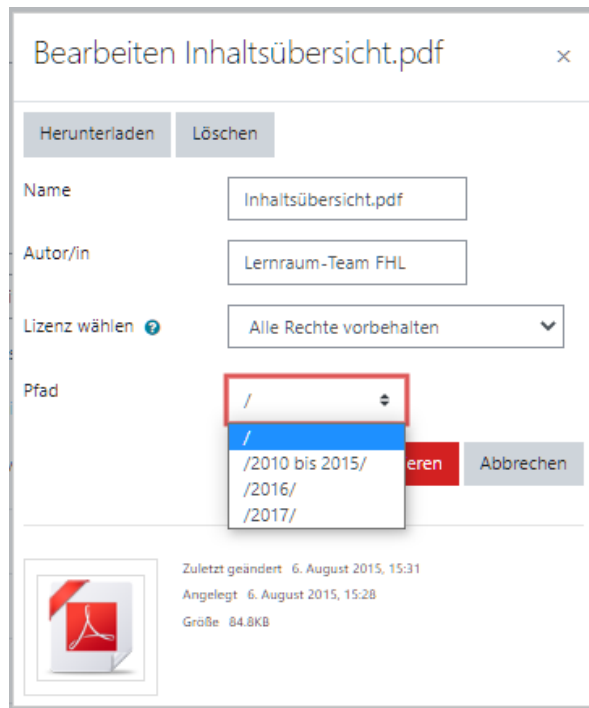 Bearbeiten Inhaltsübersicht.pdf ×
Herunterladen Löschen
Name Inhaltsübersicht.pdf
Autor/in Lernraum-Team FHL
Lizenz wählen ? Alle Rechte vorbehalten
Pfad /
/
/2010 bis 2015/
eren Abbrechen
/2016/
/2017/
Zuletzt geändert 6. August 2015, 15:31
Angelegt 6. August 2015, 15:28
Größe 84.8KB